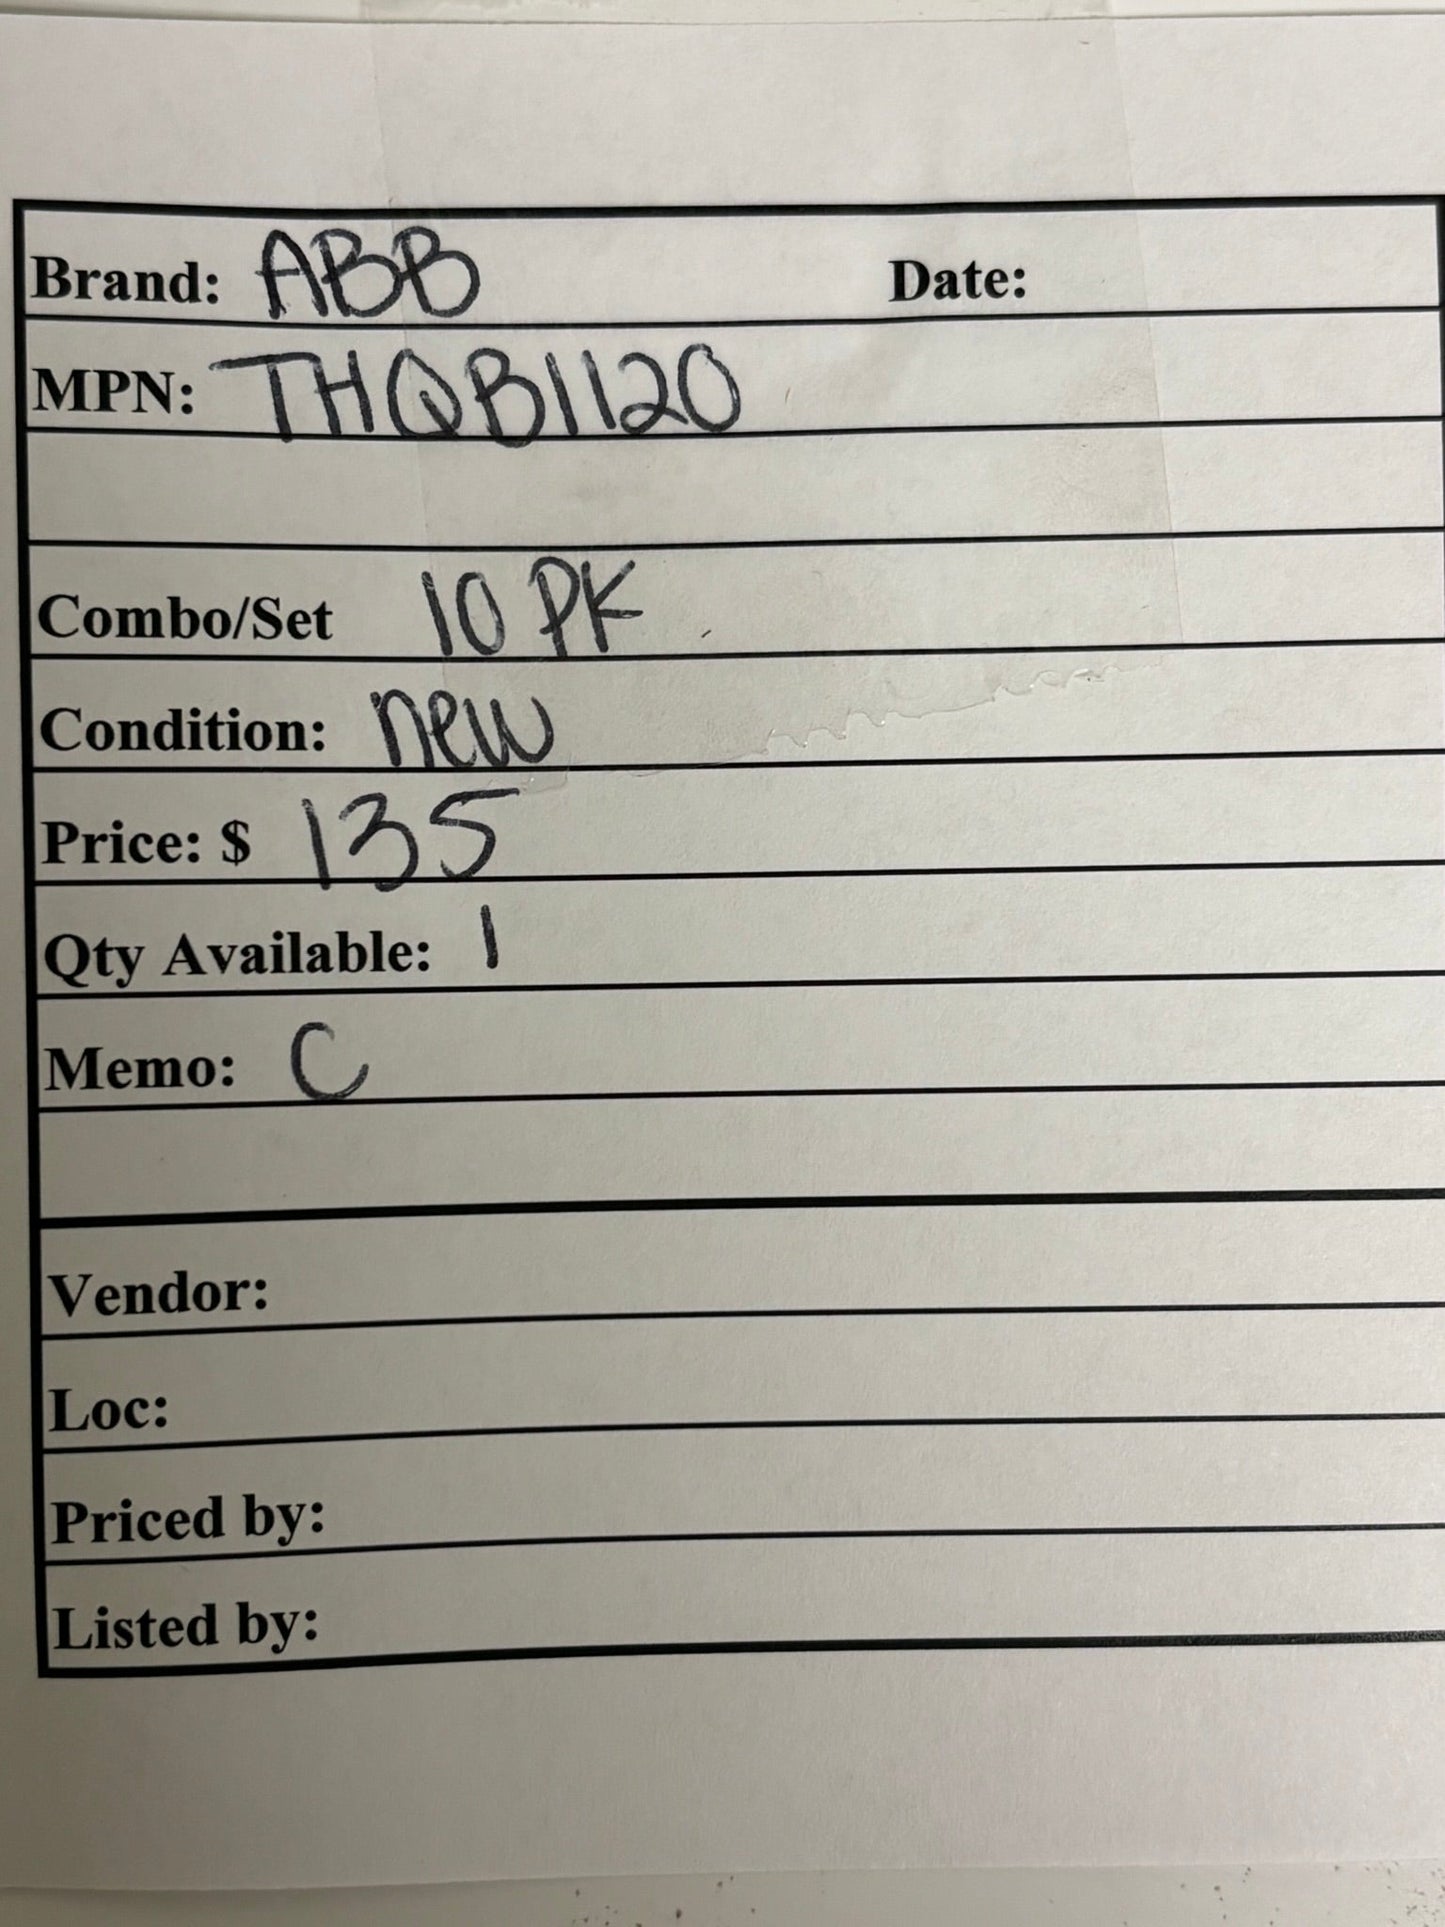 Brand: ABB Date:
MPN: THQB1120
Combo/Set 10 PK
Condition: new
Price: $ 135
Qty Available: 1
Memo: C
Vendor:
Loc:
Priced by:
Listed by: